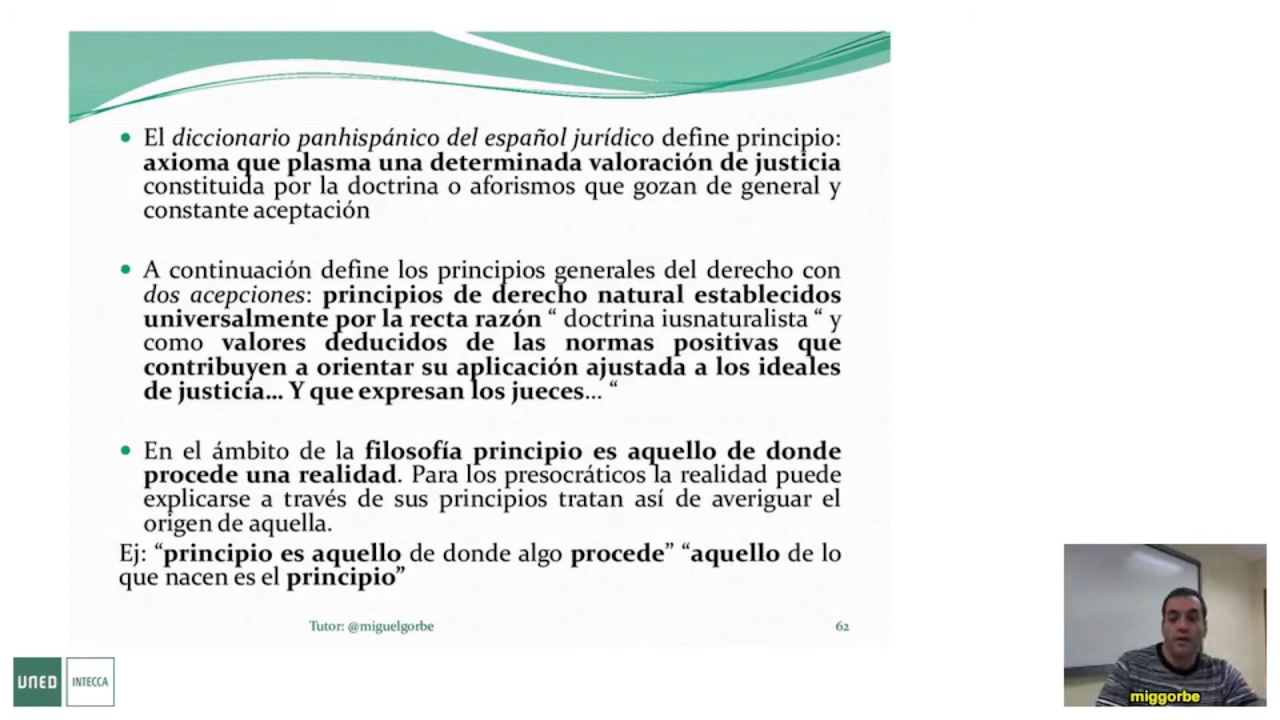 • El diccionario panhispánico del español jurídico define principio:
axioma que plasma una determinada valoración de justicia
constituida por la doctrina o aforismos que gozan de general y
constante aceptación
• A continuación define los principios generales del derecho con
dos acepciones: principios de derecho natural establecidos
universalmente por la recta razón “ doctrina iusnaturalista “ y
como valores deducidos de las normas positivas que
contribuyen a orientar su aplicación ajustada a los ideales
de justicia... Y que expresan los jueces... “
• En el ámbito de la filosofía principio es aquello de donde
procede una realidad. Para los presocráticos la realidad puede
explicarse a través de sus principios tratan así de averiguar el
origen de aquella.
Ej: “principio es aquello de donde algo procede” “aquello de lo
que nacen es el principio”
Tutor: @miguelgorbe
62
UNED
INTECCA
miggorbe